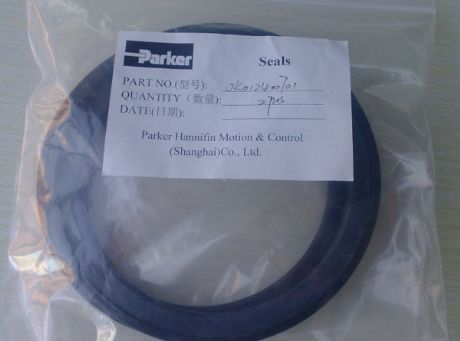 Parker
Seals
PART NO.(型号):
QUANTITY（数量): 2pcs
DATE(日期):
Parker Hannifin Motion & Control
(Shanghai)Co., Ltd.